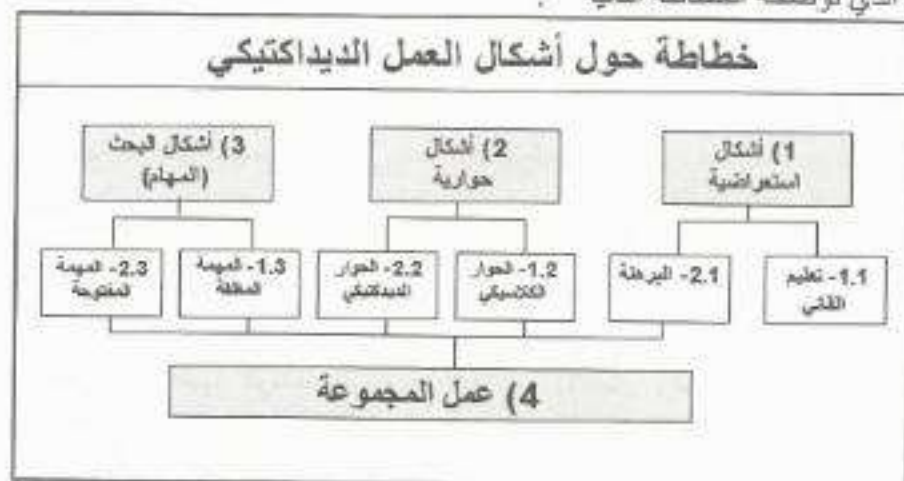 خطاطة حول أشكال العمل الديداكتيكي
1) أشكال
استعراضية
2) أشكال
حوارية
3) أشكال البحث
(المهام)
1.1- تعليم
القائي
2.1- البرهنة
1.2- الحوار
الكلاسيكي
2.2- الحوار
الديدكتيكي
1.3- المهمة
المغلقة
2.3- المهمة
المفتوحة
4) عمل المجموعة